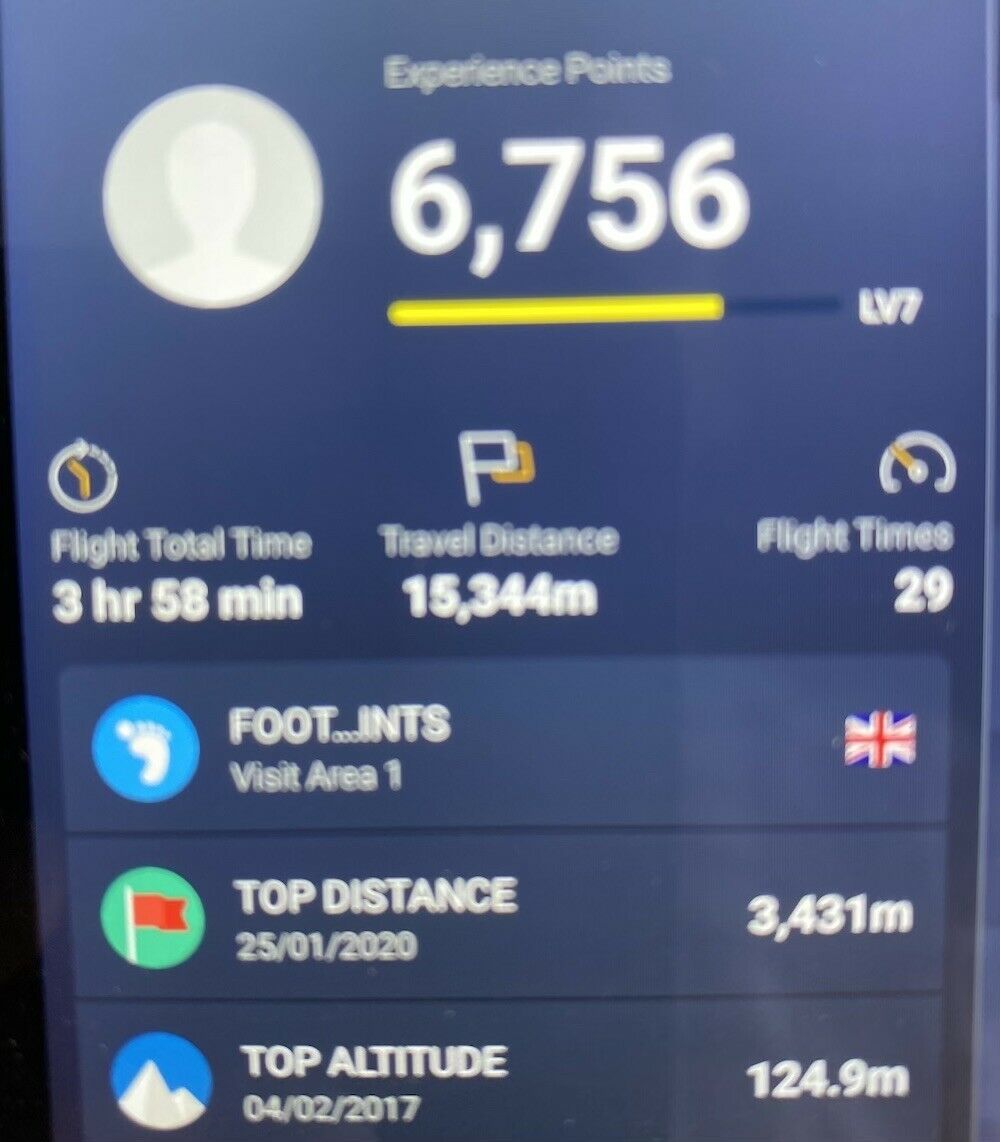 Experience Points
6,756
LV7
Flight Total Time
Travel Distance
Flight Times
3 hr 58 min
15,344m
29
FOOT...INTS
Visit Area 1
TOP DISTANCE
3,431m
25/01/2020
TOP ALTITUDE
124.9m
04/02/2017